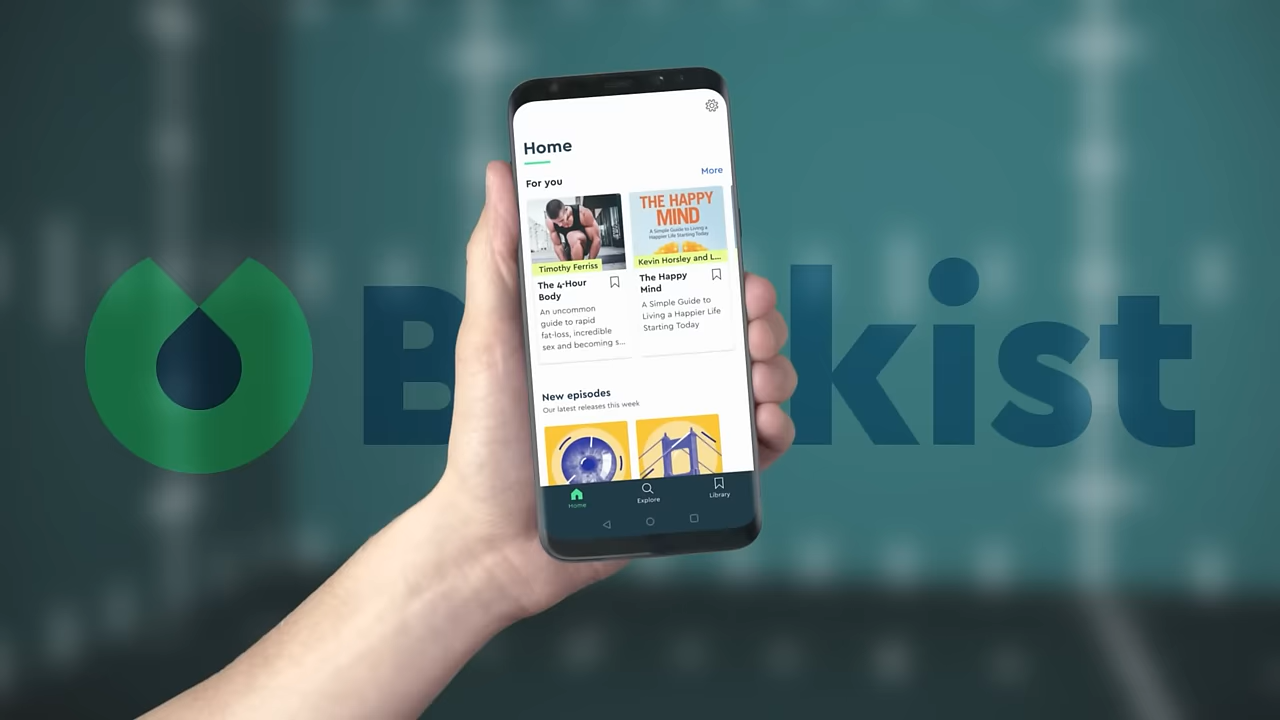 Home
More
For you
THE HAPPY
MIND
A Simple Guide to Living a
Happier Life Starting Today
Timothy Ferriss
Kevin Horsley and L...
The 4-Hour
Body
The Happy
Mind
An uncommon
guide to rapid
fat-loss, incredible
sex and becoming s...
A Simple Guide to
Living a Happier Life
Starting Today
New episodes
Our latest releases this week
Home
Explore
Library
B kist